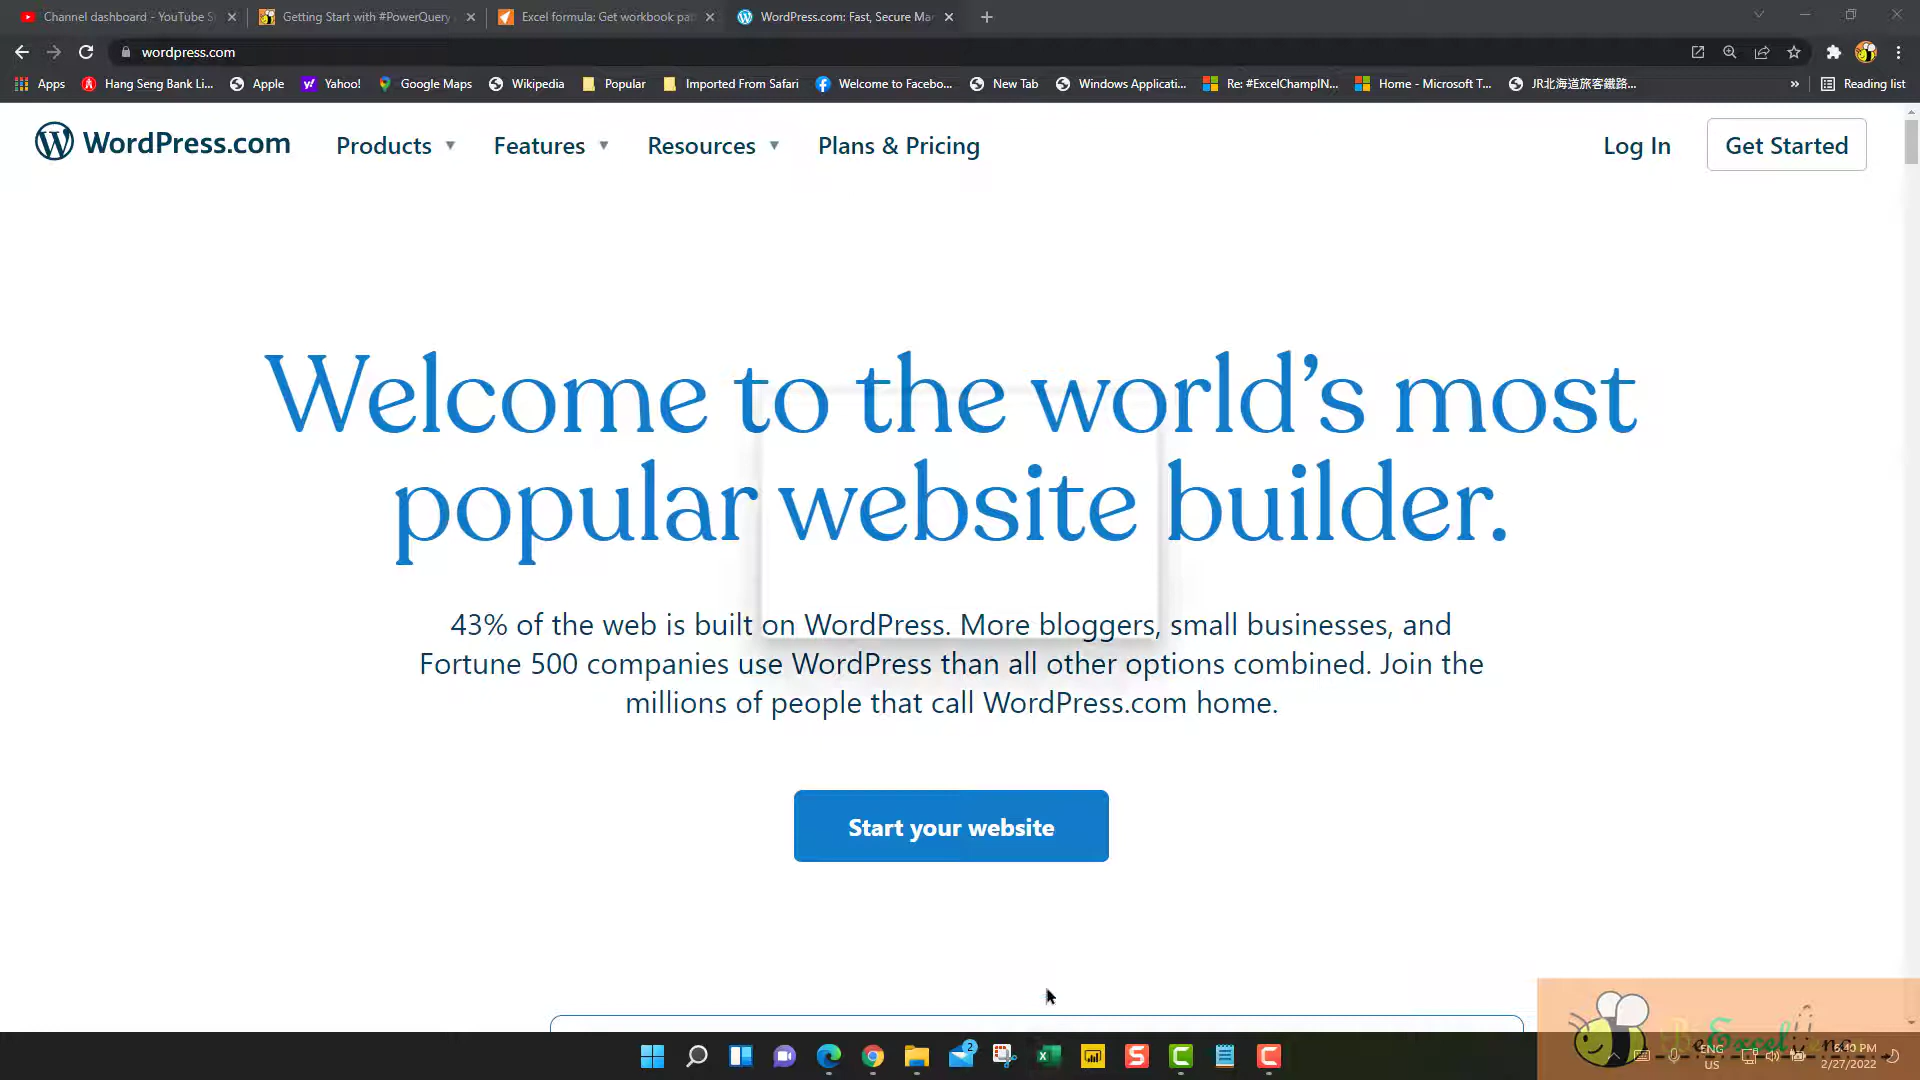 Channel dashboard - YouTube S
Getting Start with #PowerQuery
Excel formula: Get workbook pa
WordPress.com: Fast, Secure Ma
wordpress.com
Apps
Hang Seng Bank Li...
Apple
Yahoo!
Google Maps
Wikipedia
Popular
Imported From Safari
Welcome to Facebo...
New Tab
Windows Applicati...
Re: #ExcelChampIN...
Home - Microsoft T...
JR北海道旅客鐵路...
»
Reading list
WordPress.com
Products
Features
Resources
Plans & Pricing
Log In
Get Started
Welcome to the world’s most
popular website builder.
43% of the web is built on WordPress. More bloggers, small businesses, and
Fortune 500 companies use WordPress than all other options combined. Join the
millions of people that call WordPress.com home.
Start your website
2
ENG
US
6:40 PM
2/27/2022